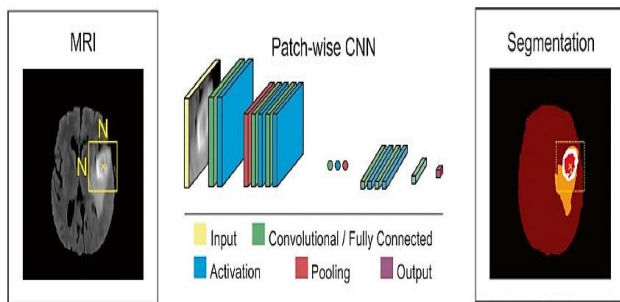 MRI
Patch-wise CNN
Segmentation
N
N
Input
Convolutional / Fully Connected
Activation
Pooling
Output